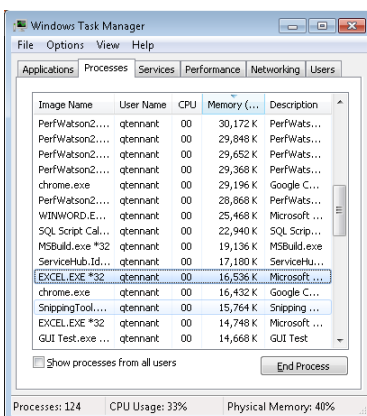 Windows Task Manager
File Options View Help
Applications Processes Services Performance Networking Users
Image Name User Name CPU Memory (... Description
PerfWatson2.... qtennant 00 30,172 K PerfWats...
PerfWatson2.... qtennant 00 29,848 K PerfWats...
PerfWatson2.... qtennant 00 29,652 K PerfWats...
PerfWatson2.... qtennant 00 29,368 K PerfWats...
chrome.exe qtennant 00 29,196 K Google C...
PerfWatson2.... qtennant 00 28,868 K PerfWats...
WINWORD.E... qtennant 00 25,468 K Microsoft ...
SQL Script Cal... qtennant 00 22,940 K SQL Scrip...
MSBuild.exe *32 qtennant 00 19,136 K MSBuild.exe
ServiceHub.Id... qtennant 00 17,180 K ServiceHu...
EXCEL.EXE *32 qtennant 00 16,536 K Microsoft ...
chrome.exe qtennant 00 16,432 K Google C...
SnippingTool.... qtennant 00 15,764 K Snipping ...
EXCEL.EXE *32 qtennant 00 14,748 K Microsoft ...
GUI Test.exe ... qtennant 00 14,668 K GUI Test
Show processes from all users End Process
Processes: 124 CPU Usage: 33% Physical Memory: 40%